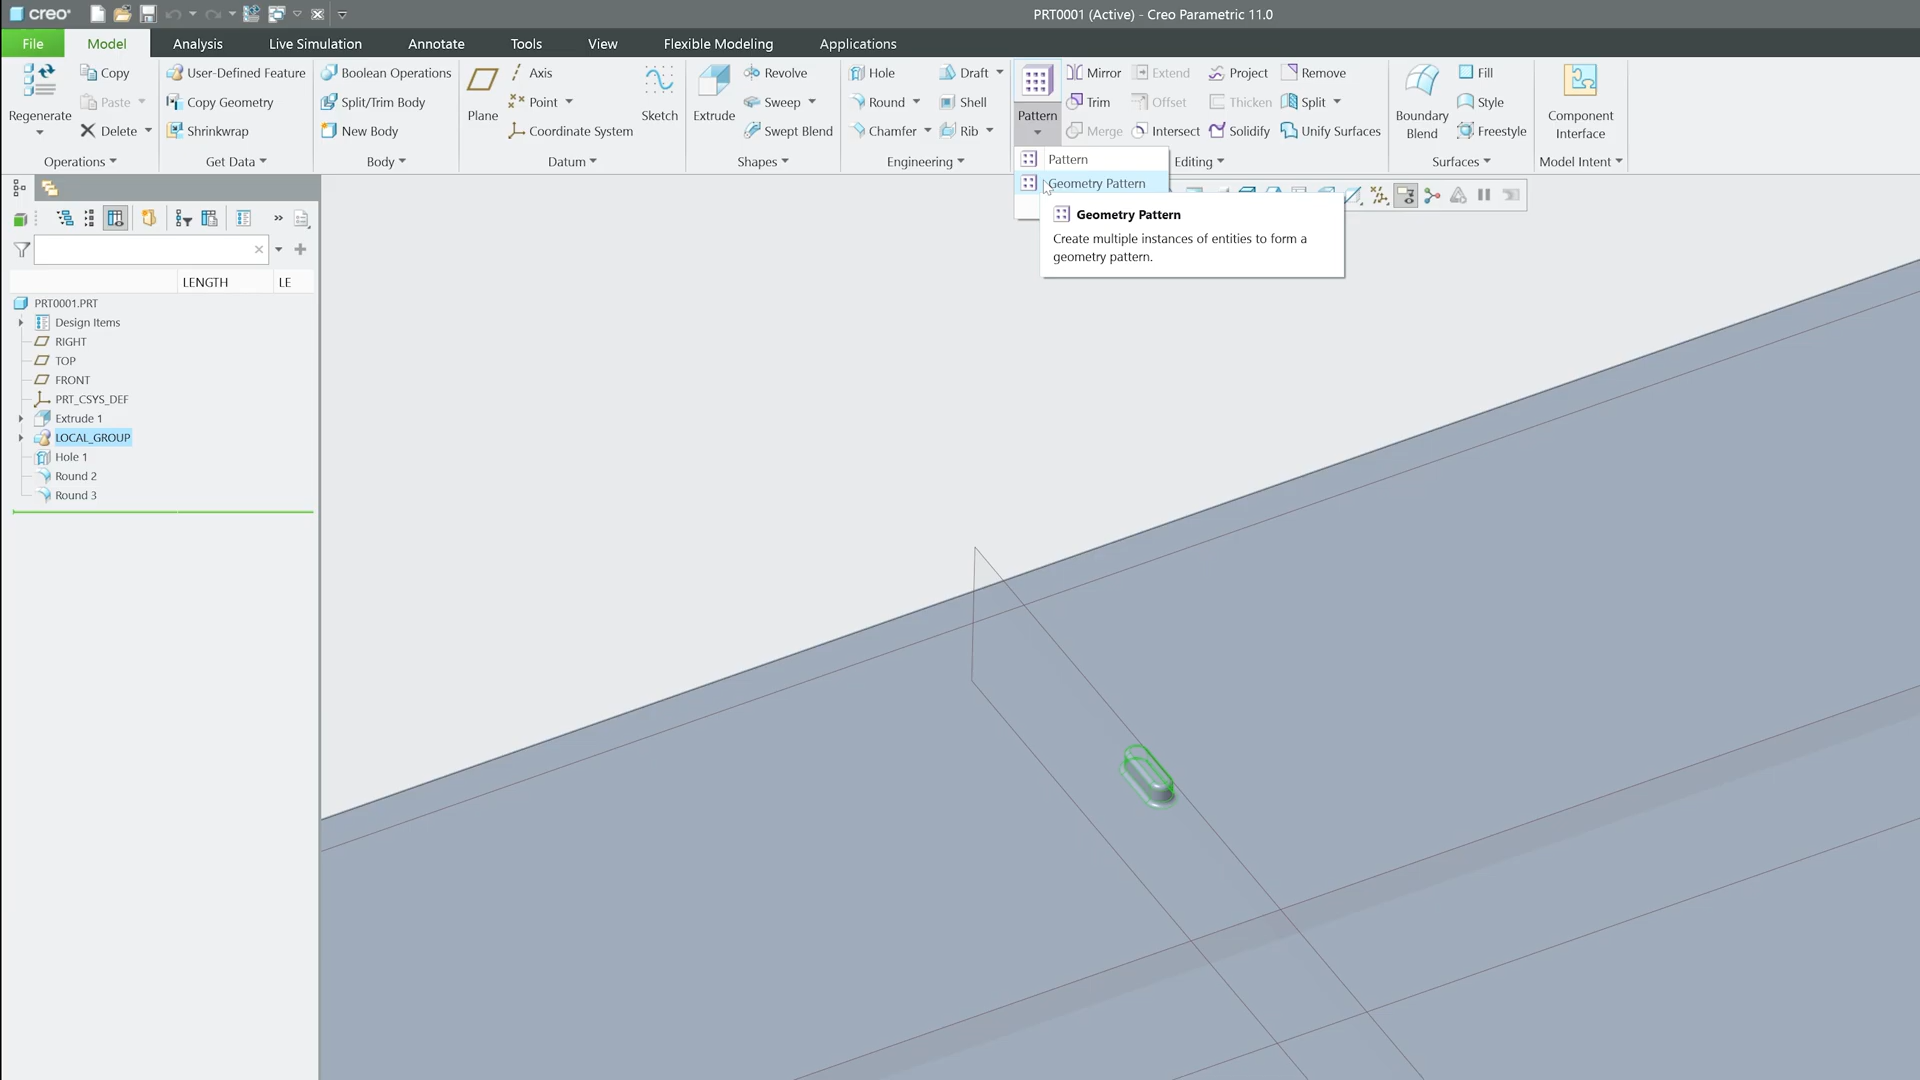 creo
PRT0001 (Active) - Creo Parametric 11.0
File
Model
Analysis
Live Simulation
Annotate
Tools
View
Flexible Modeling
Applications
Regenerate
Copy
Paste
Delete
Operations
User-Defined Feature
Copy Geometry
Shrinkwrap
Get Data
Boolean Operations
Split/Trim Body
New Body
Body
Plane
Axis
Point
Coordinate System
Sketch
Datum
Extrude
Revolve
Sweep
Swept Blend
Shapes
Hole
Round
Chamfer
Draft
Shell
Rib
Engineering
Pattern
Mirror
Trim
Merge
Extend
Offset
Intersect
Project
Thicken
Solidify
Remove
Split
Unify Surfaces
Editing
Boundary
Blend
Fill
Style
Freestyle
Surfaces
Component
Interface
Model Intent
Pattern
Geometry Pattern
Geometry Pattern
Create multiple instances of entities to form a
geometry pattern.
LENGTH
LE
PRT0001.PRT
Design Items
RIGHT
TOP
FRONT
PRT_CSYS_DEF
Extrude 1
LOCAL_GROUP
Hole 1
Round 2
Round 3